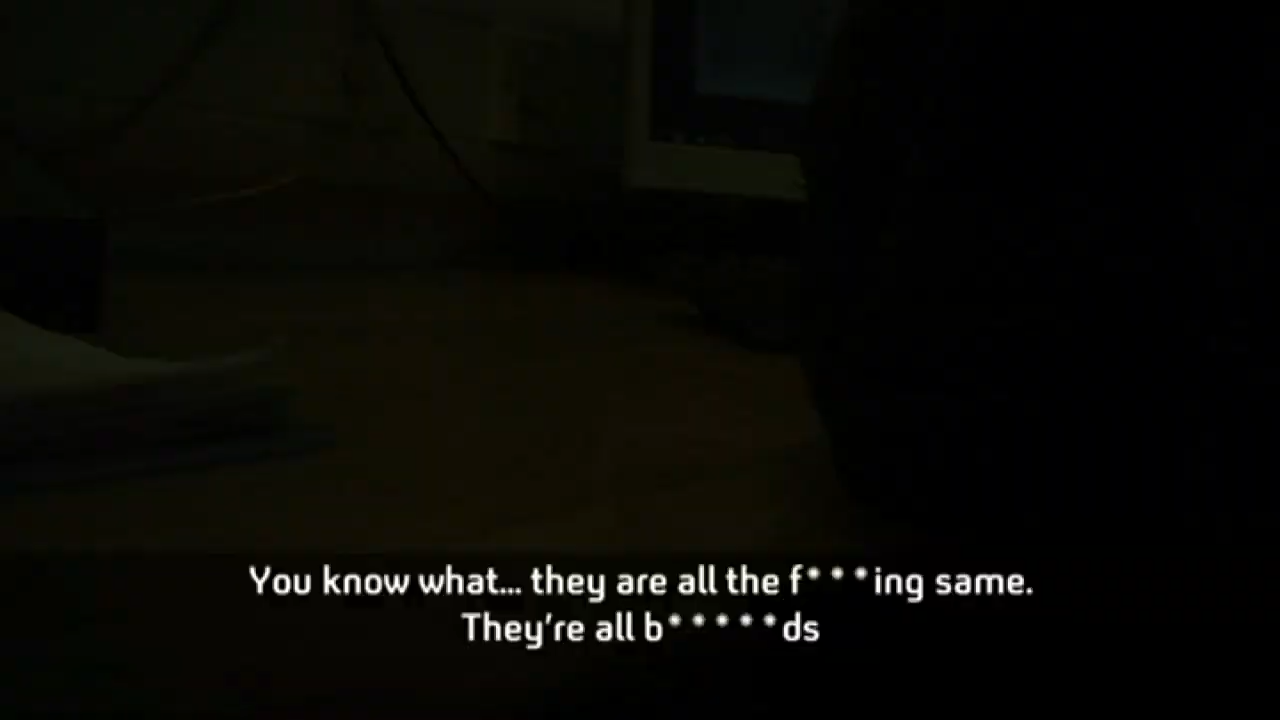 You know what... they are all the f***ing same.
They're all b*****ds